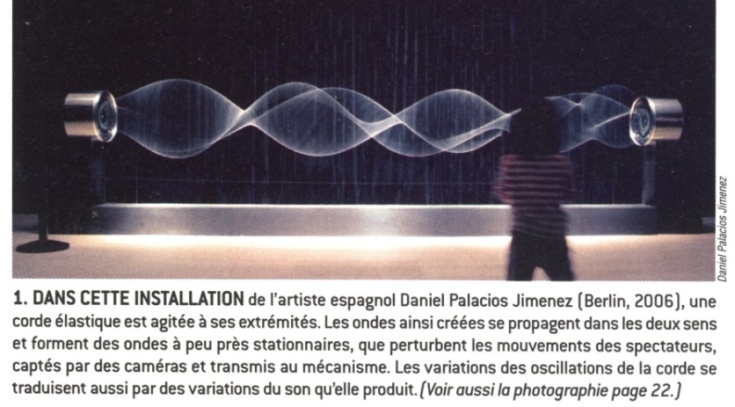 Daniel Palacios Jimenez
1. DANS CETTE INSTALLATION de l'artiste espagnol Daniel Palacios Jimenez (Berlin, 2006), une
corde élastique est agitée à ses extrémités. Les ondes ainsi créées se propagent dans les deux sens
et forment des ondes à peu près stationnaires, que perturbent les mouvements des spectateurs,
captés par des caméras et transmis au mécanisme. Les variations des oscillations de la corde se
traduisent aussi par des variations du son qu'elle produit. (Voir aussi la photographie page 22.)